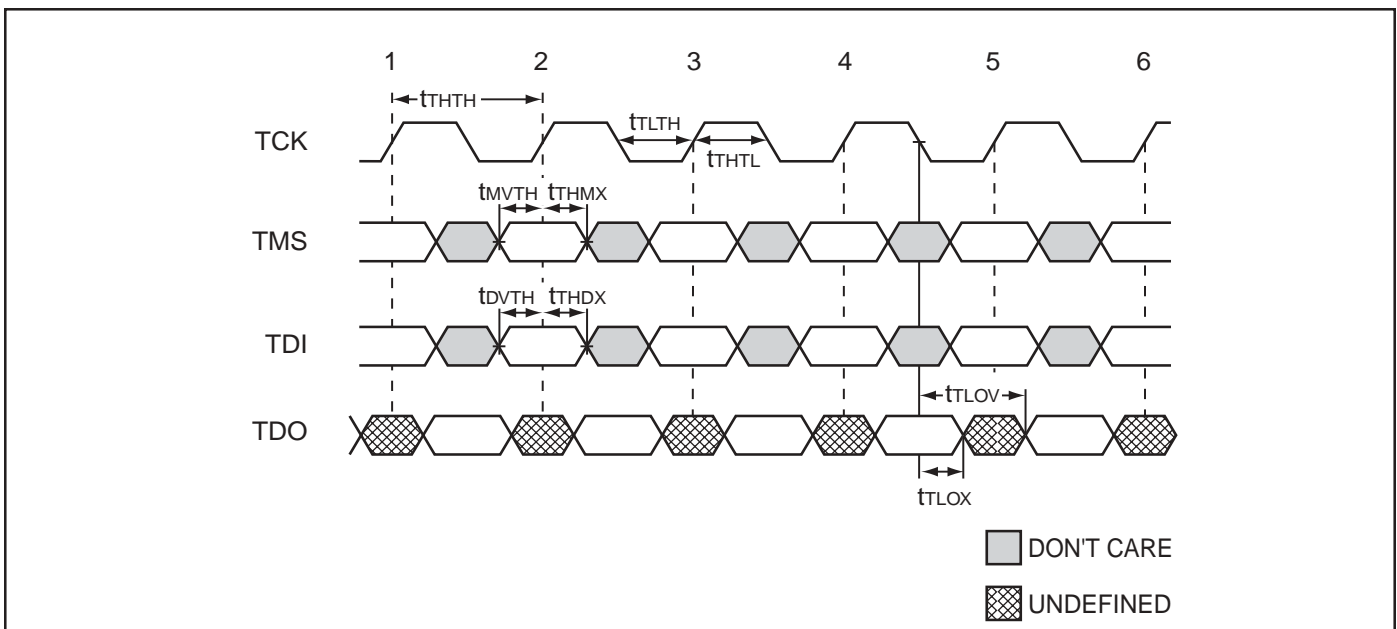 1 2 3 4 5 6
tTHTH
TCK
tTLTH
tTHTL
tMVTH tTHMX
TMS
tDVTH tTHDX
TDI
tTLOV
TDO
tTLOX
DON'T CARE
UNDEFINED